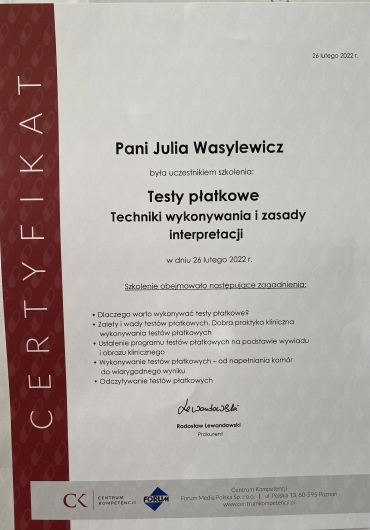 CERTYFIKAT
26 lutego 2022 r.
Pani Julia Wasylewicz
była uczestnikiem szkolenia:
Testy płatkowe
Techniki wykonywania i zasady
interpretacji
w dniu 26 lutego 2022 r.
Szkolenie obejmowało następujące zagadnienia:
• Dlaczego warto wykonywać testy płatkowe?
• Zalety i wady testów płatkowych. Dobra praktyka kliniczna
wykonywania testów płatkowych
• Ustalenie programu testów płatkowych na podstawie wywiadu
i obrazu klinicznego
• Wykonywanie testów płatkowych – od napełniania komór
do wiarygodnego wyniku
• Odczytywanie testów płatkowych
Lewandowski
Radosław Lewandowski
Prokurent
CK CENTRUM
KOMPETENCJI
FORUM
Centrum Kompetencji
Forum Media Polska Sp. z o.o. | ul. Polska 13, 60-595 Poznań
www.centrumkompetencji.pl